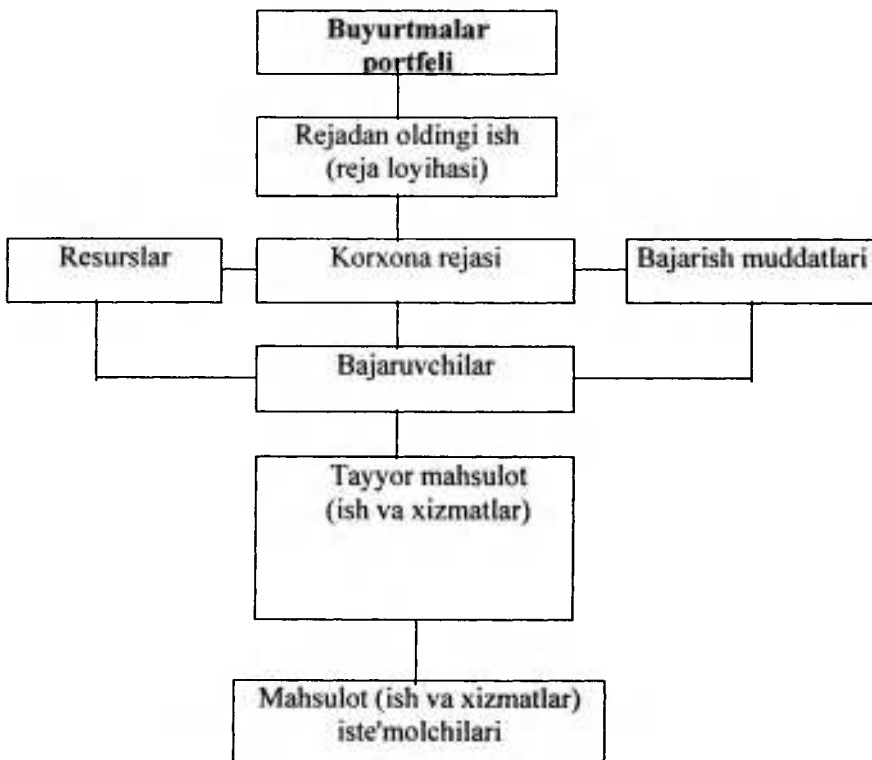 Buyurtmalar
portfeli
Rejadan oldingi ish
(reja loyihasi)
Resurslar
Korxona rejasi
Bajarish muddatlari
Bajaruvchilar
Tayyor mahsulot
(ish va xizmatlar)
Mahsulot (ish va xizmatlar)
iste'molchilari